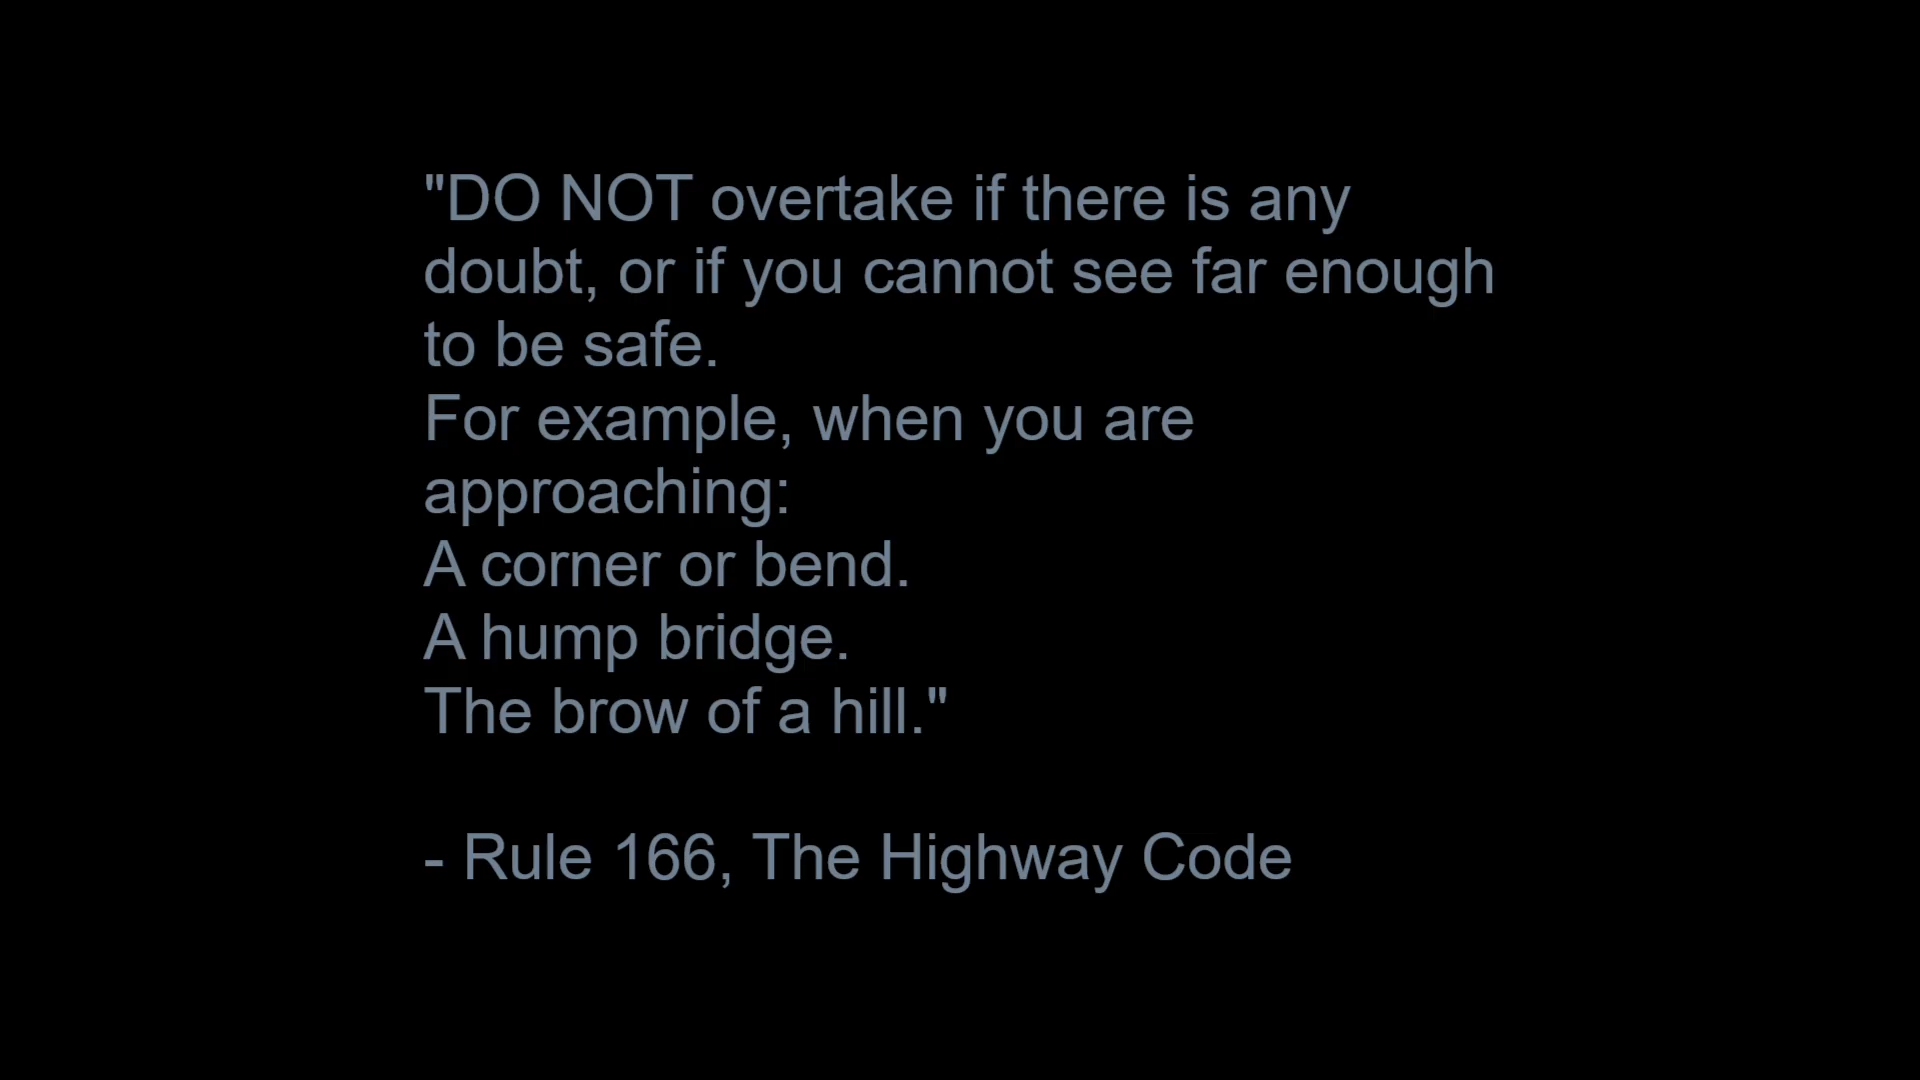 "DO NOT overtake if there is any
doubt, or if you cannot see far enough
to be safe.
For example, when you are
approaching:
A corner or bend.
A hump bridge.
The brow of a hill."
- Rule 166, The Highway Code